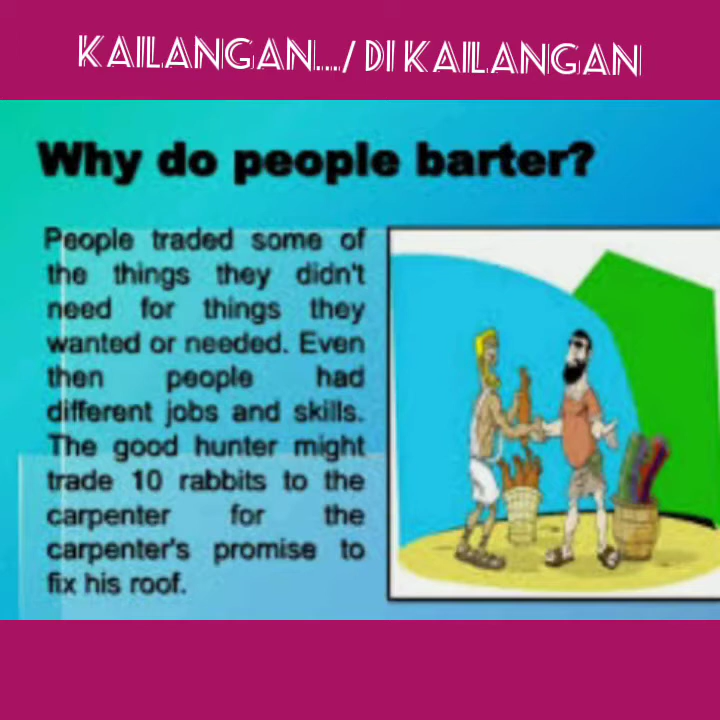 KAILANGAN.../ DI KAILANGAN
Why do people barter?
People traded some of
the things they didn't
need for things they
wanted or needed. Even
then people had
different jobs and skills.
The good hunter might
trade 10 rabbits to the
carpenter for the
carpenter's promise to
fix his roof.